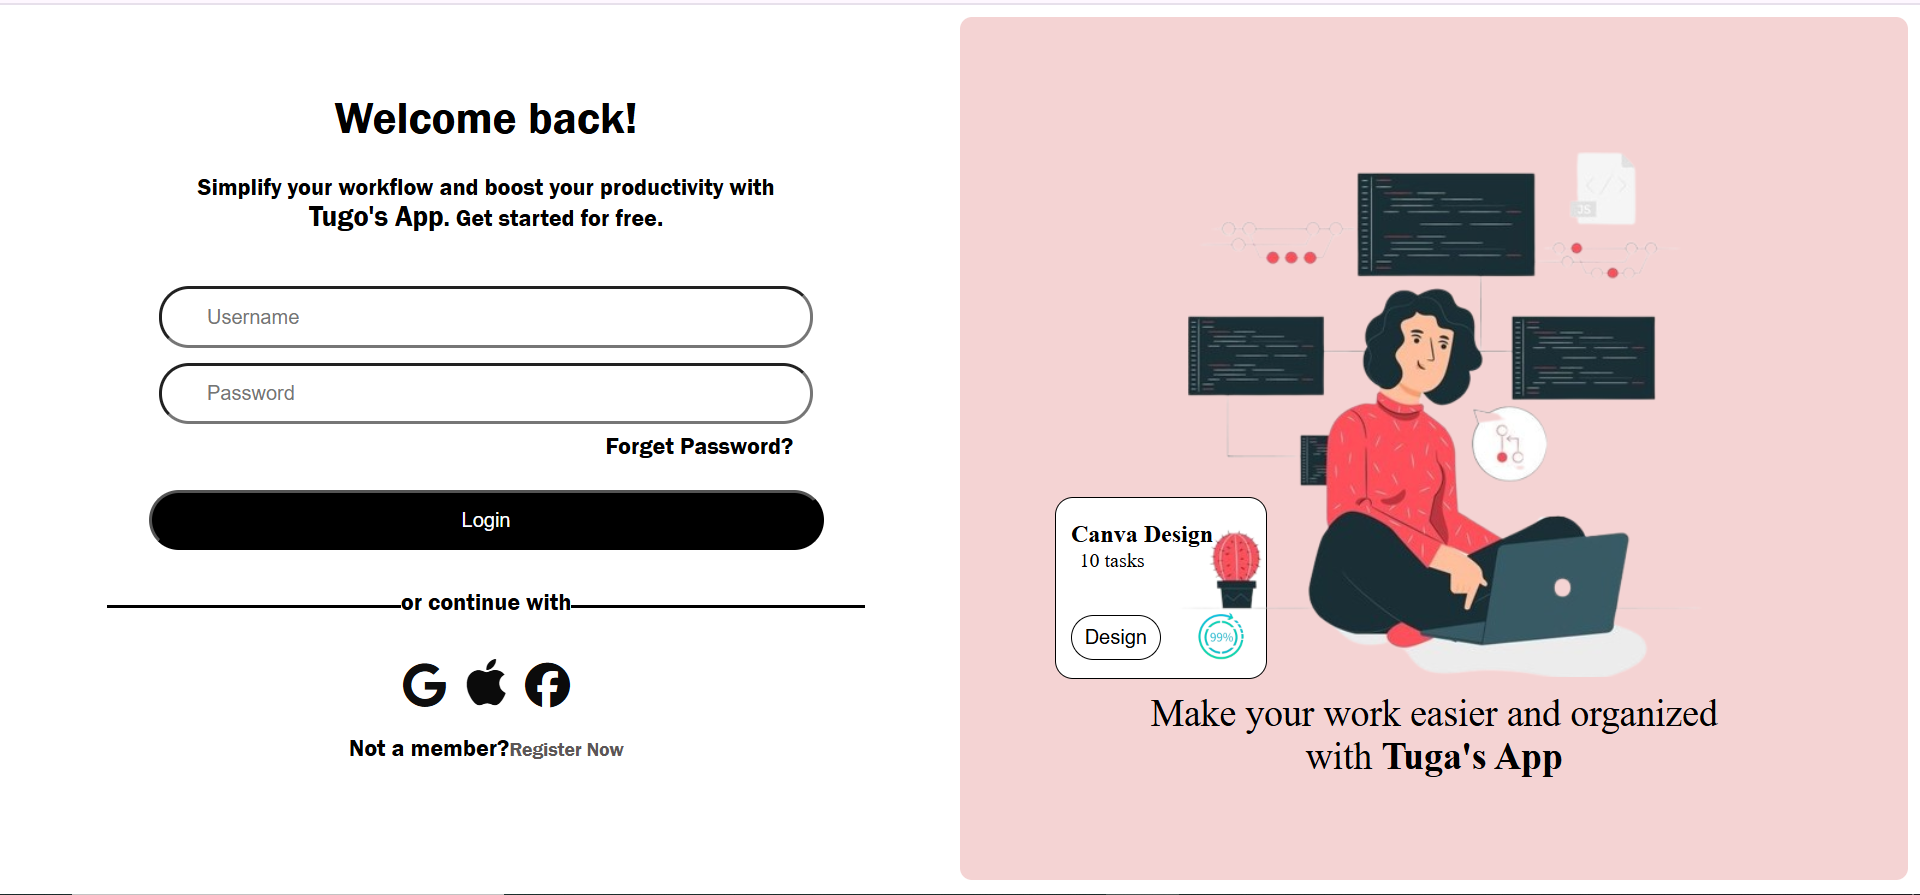 Welcome back!
Simplify your workflow and boost your productivity with
Tugo's App. Get started for free.
Username
Password
Forget Password?
Login
or continue with
Not a member?Register Now
JS
Canva Design
10 tasks
Design
99%
Make your work easier and organized
with Tuga's App